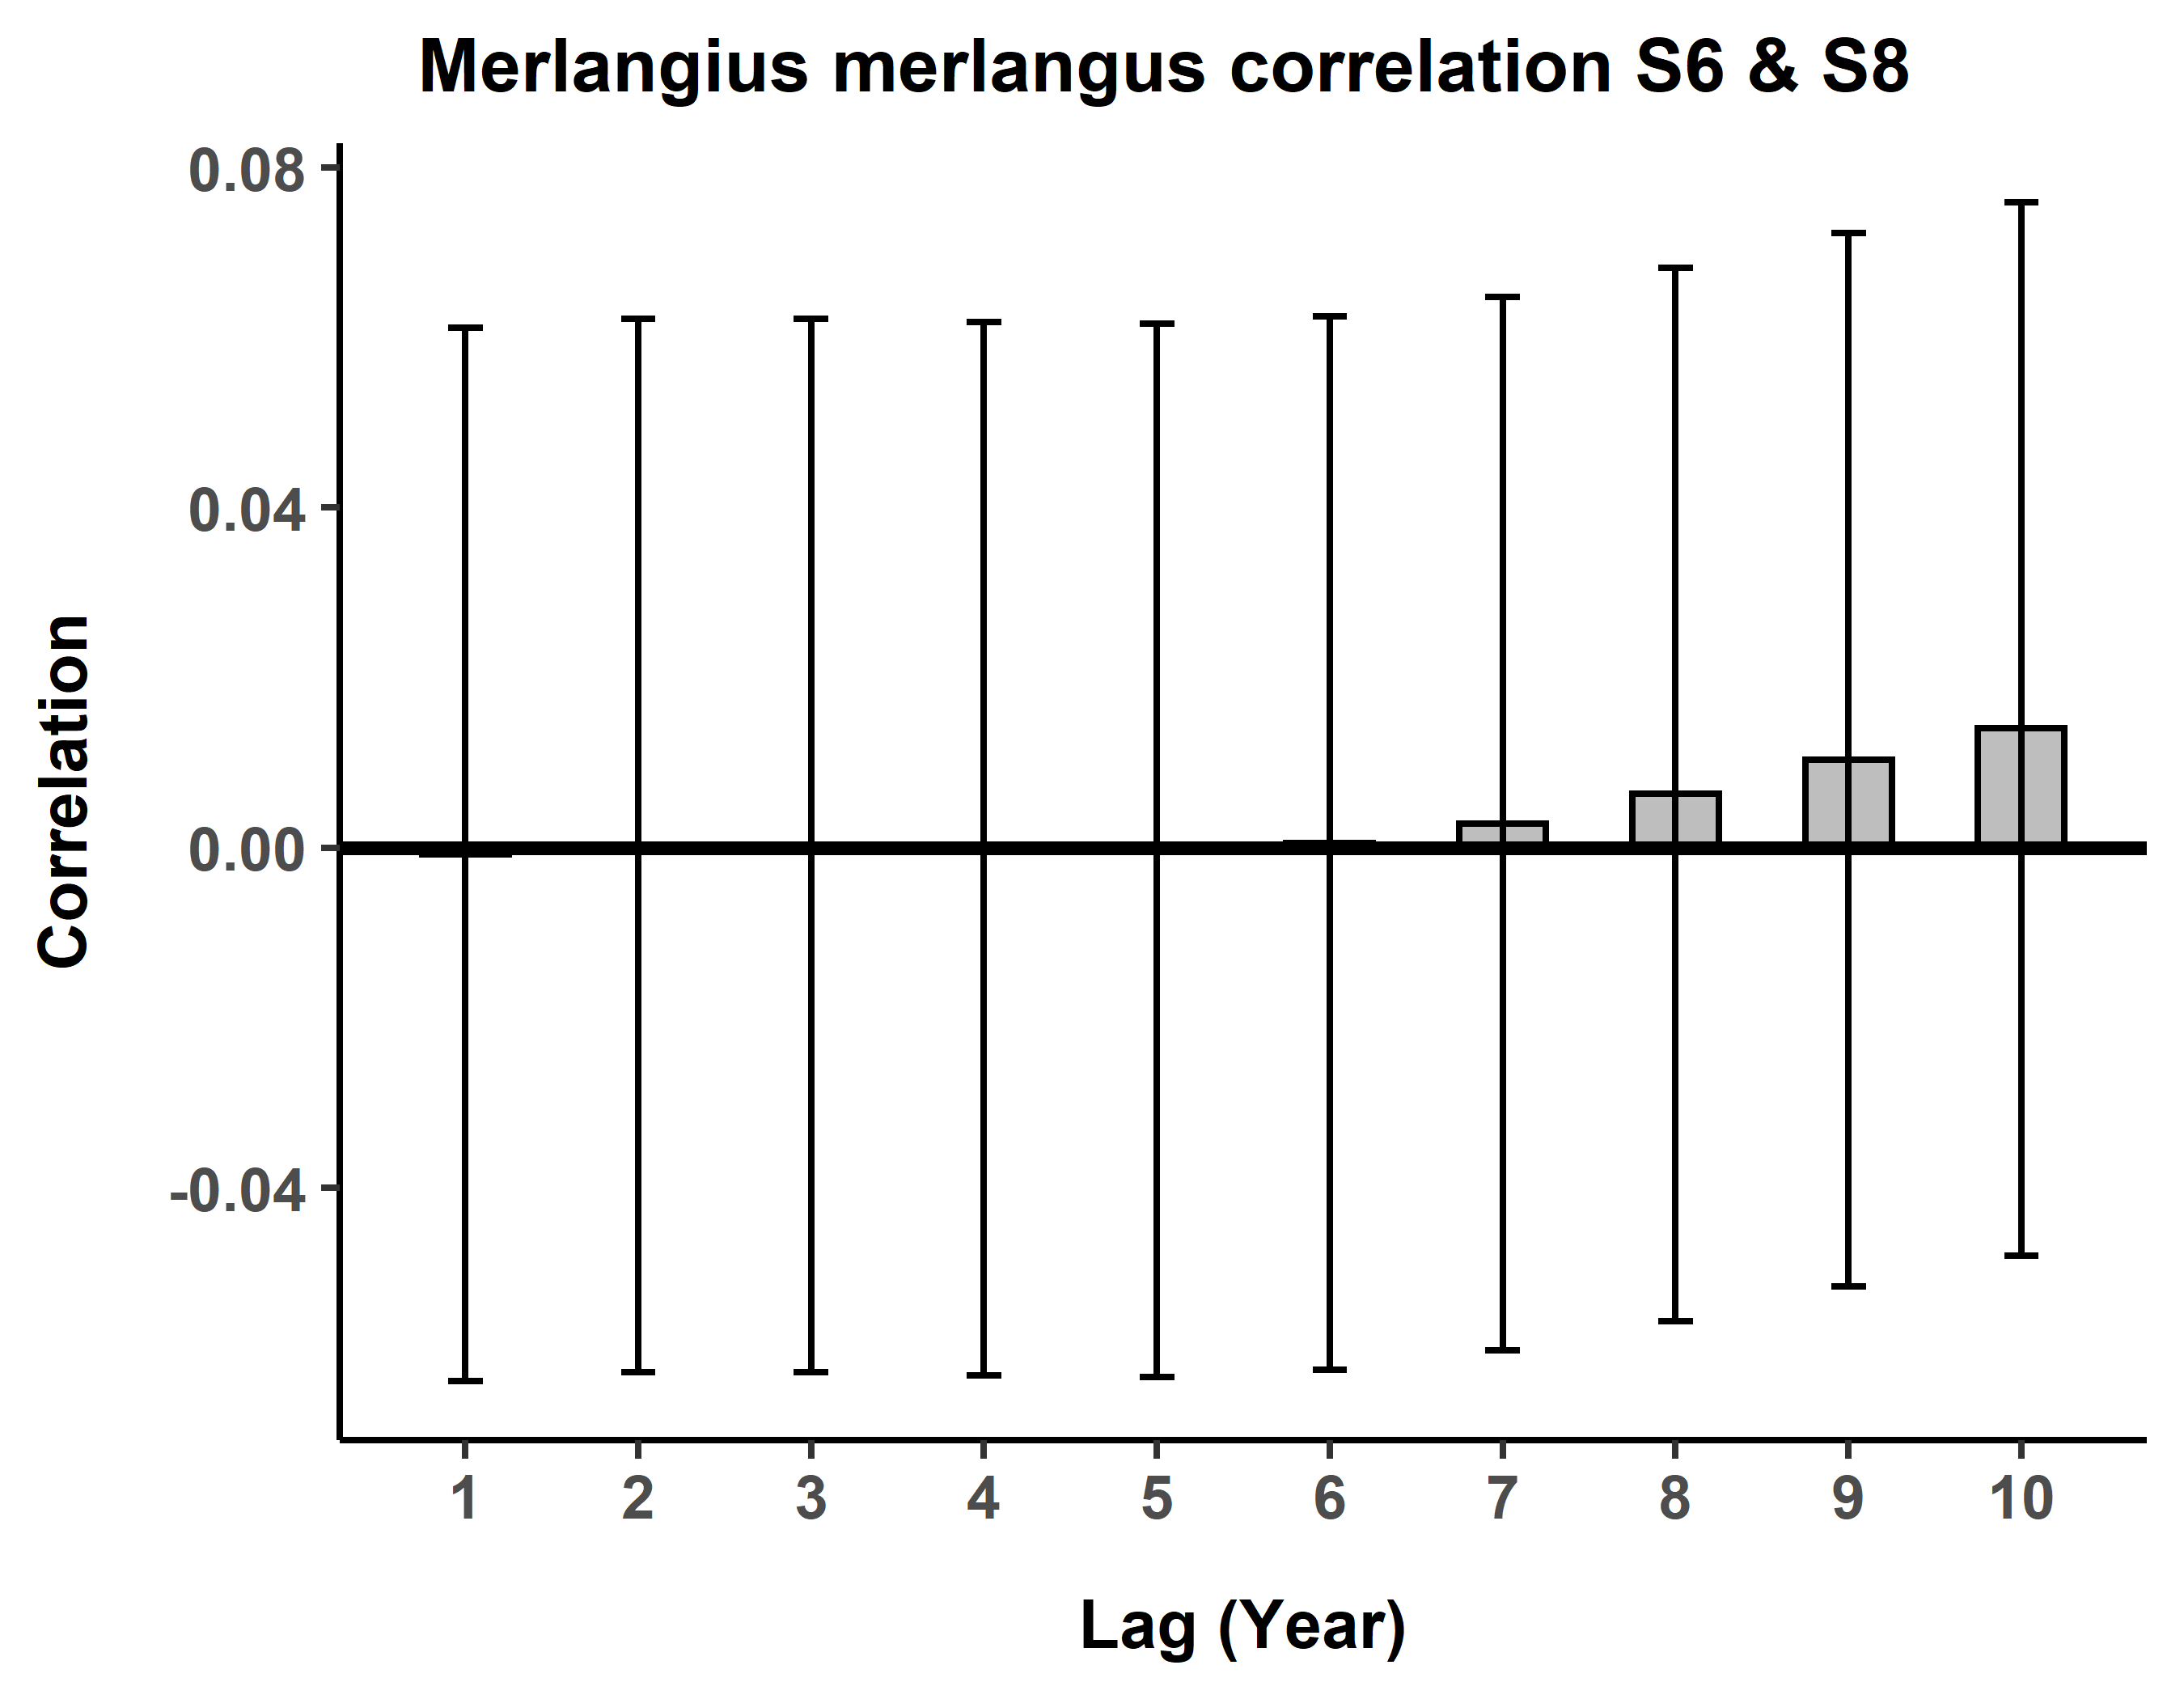 Merlangius merlangus correlation S6 & S8
0.08
0.04
0.00
-0.04
Correlation
1 2 3 4 5 6 7 8 9 10
Lag (Year)